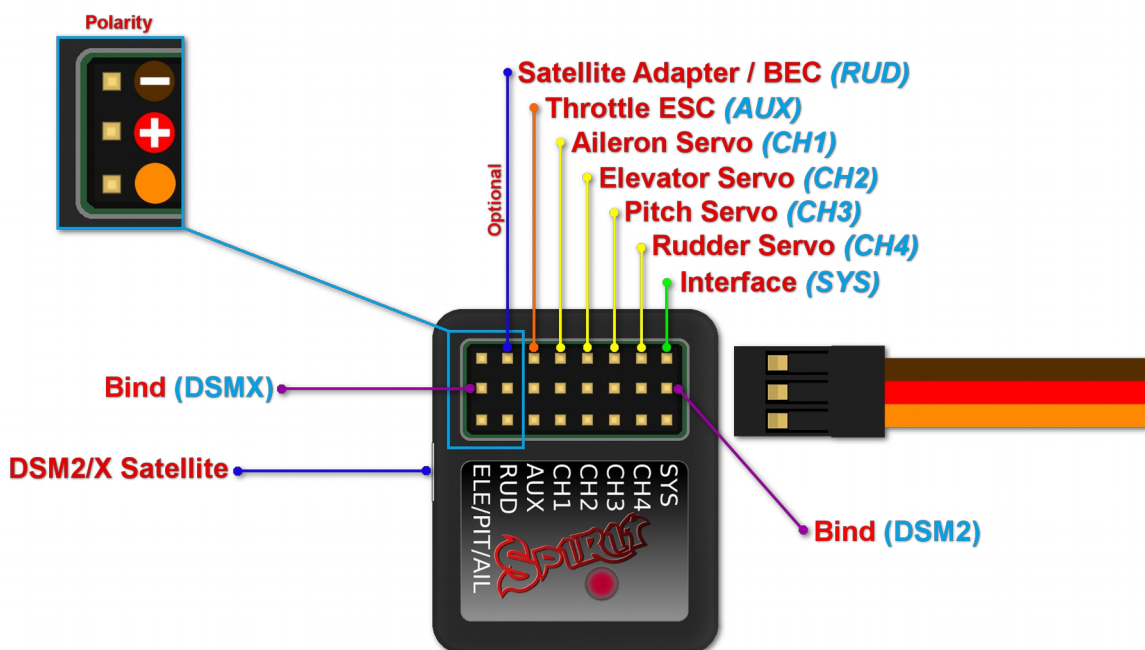 Polarity
Satellite Adapter / BEC (RUD)
Throttle ESC (AUX)
Aileron Servo (CH1)
Elevator Servo (CH2)
Pitch Servo (CH3)
Rudder Servo (CH4)
Interface (SYS)
Optional
Bind (DSMX)
DSM2/X Satellite
Bind (DSM2)
ELE/PIT/AIL
RUD
AUX
CH1
CH2
CH3
CH4
SYS
SPIRIT